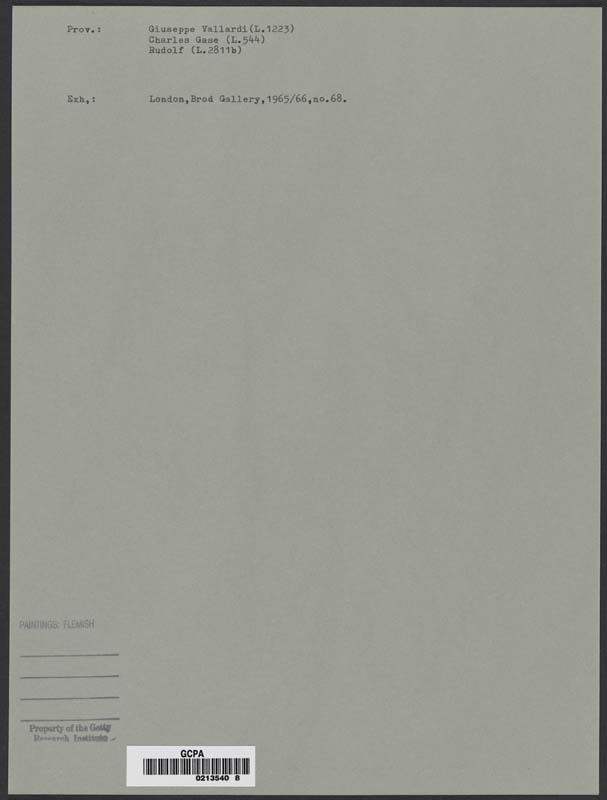 Prov.: Giuseppe Vallardi(L.1223)
Charles Gase (L.544)
Rudolf (L.2811b)
Exh,: London,Brod Gallery,1965/66,no.68.
PAINTINGS: FLEMISH
Property of the Getty
Research Institute
GCPA
0213540 8